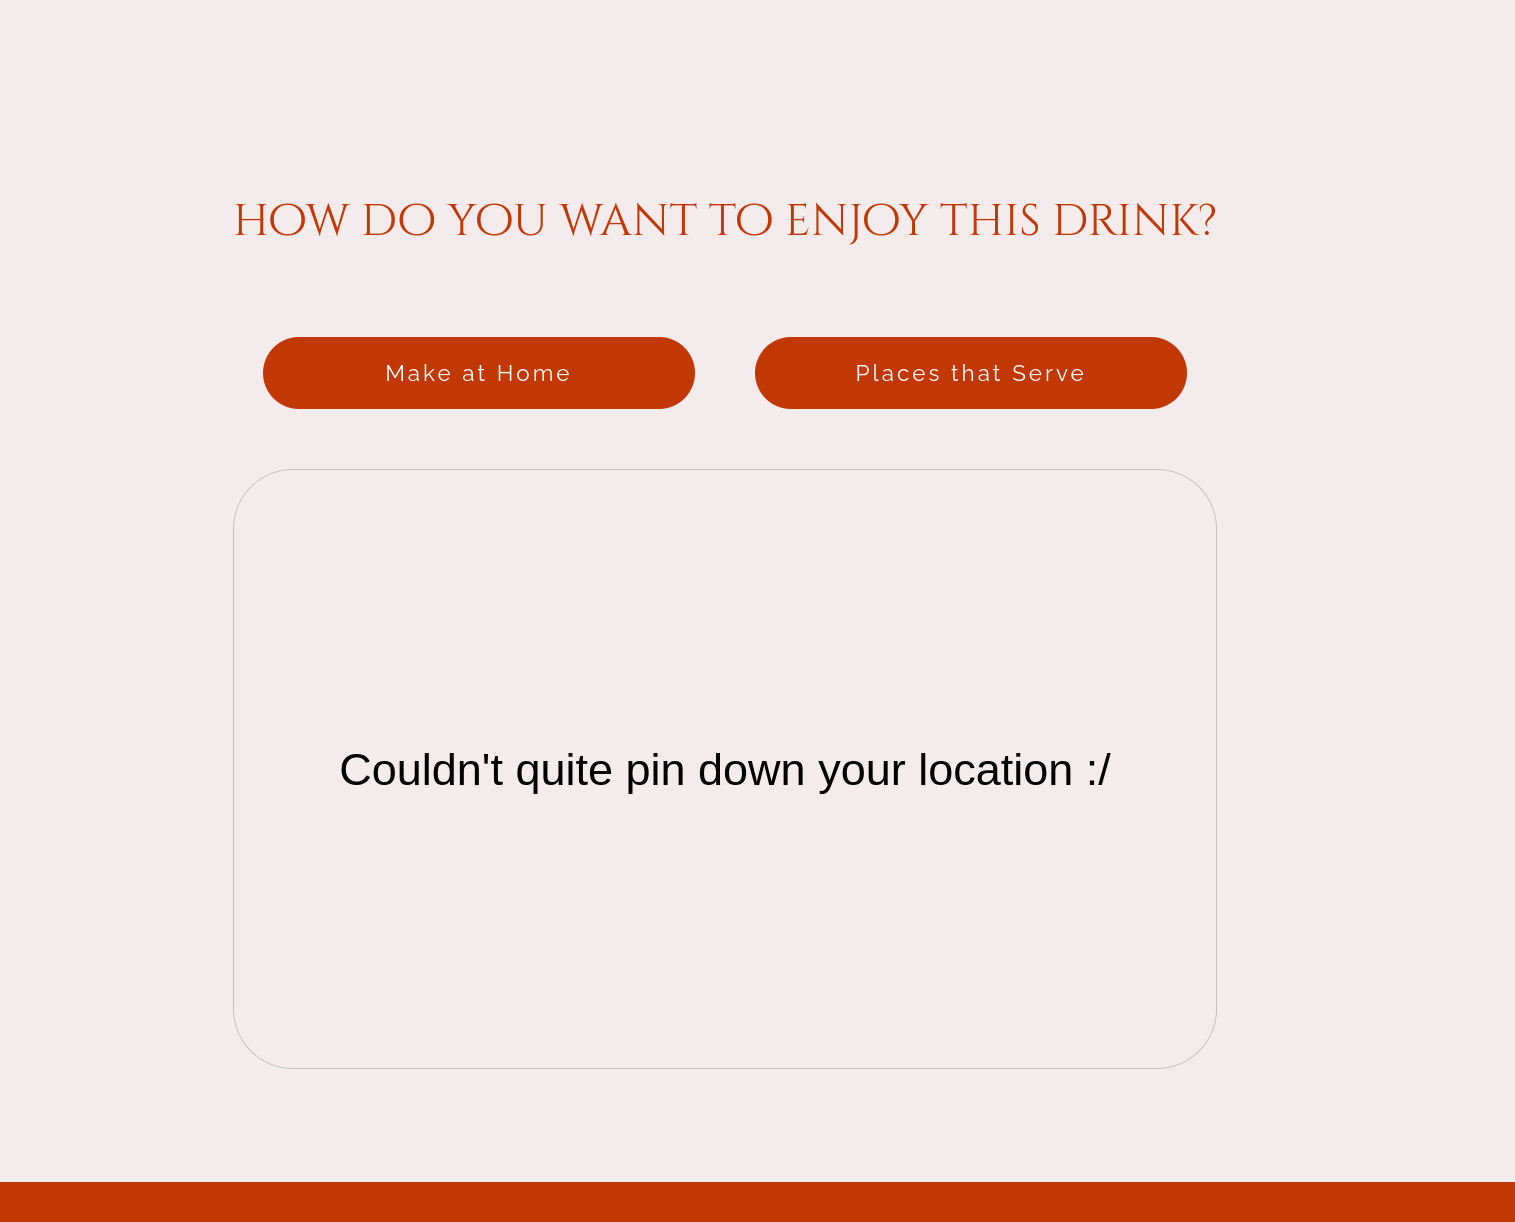 HOW DO YOU WANT TO ENJOY THIS DRINK?
Make at Home
Places that Serve
Couldn't quite pin down your location :/